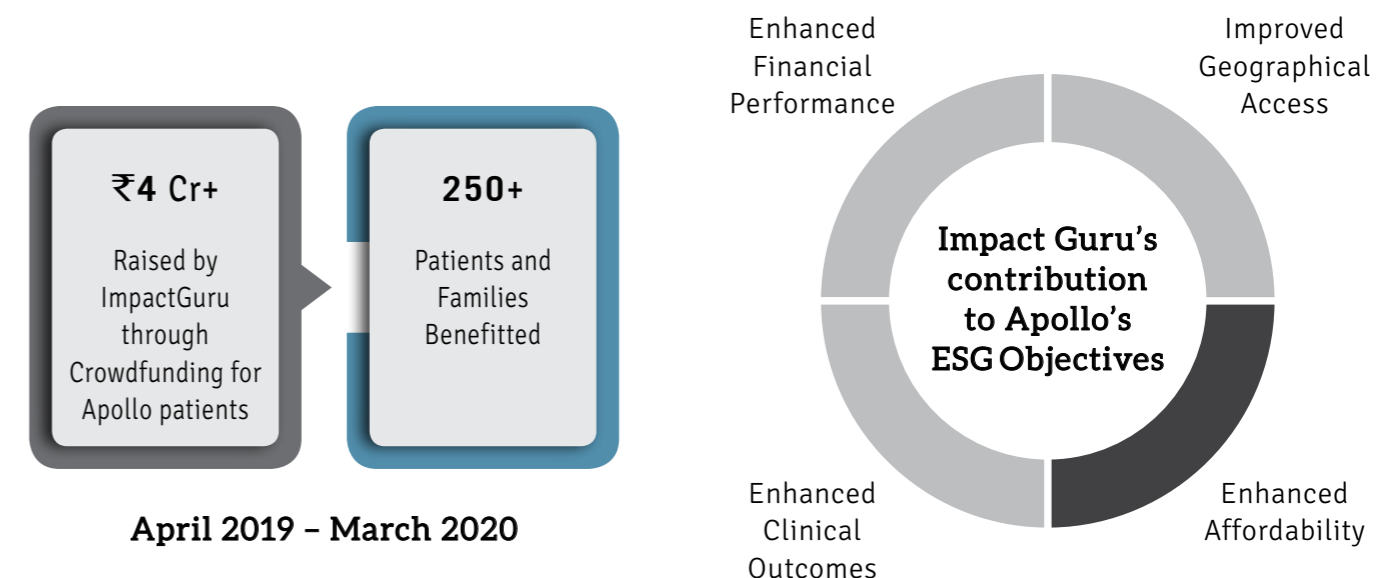 ₹4 Cr+
Raised by
ImpactGuru
through
Crowdfunding for
Apollo patients
250+
Patients and
Families
Benefitted
April 2019 – March 2020
Enhanced
Financial
Performance
Improved
Geographical
Access
Impact Guru’s
contribution
to Apollo’s
ESG Objectives
Enhanced
Clinical
Outcomes
Enhanced
Affordability